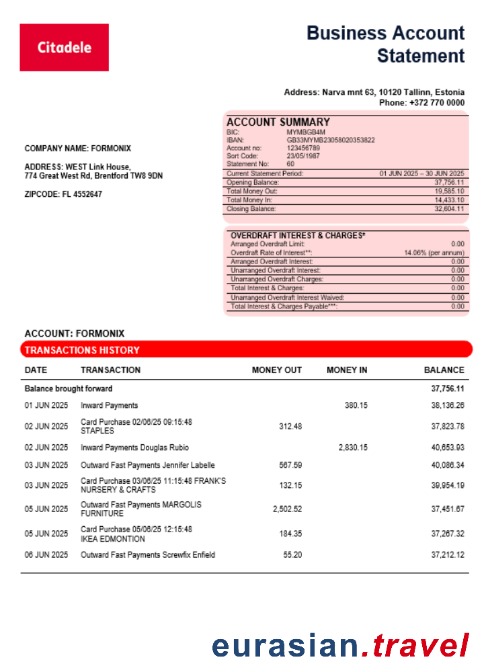 Citadele
Business Account
Statement
Address: Narva mnt 63, 10120 Tallinn, Estonia
Phone: +372 770 0000
COMPANY NAME: FORMONIX
ADDRESS: WEST Link House,
774 Great West Rd, Brentford TW8 9DN
ZIPCODE: FL 4552647
ACCOUNT SUMMARY
BIC: MYMBGB4M
IBAN: GB33MYMB23058020353822
Account no: 123456789
Sort Code: 23/05/1987
Statement No: 60
Current Statement Period: 01 JUN 2025 – 30 JUN 2025
Opening Balance: 37,756.11
Total Money Out: 19,585.10
Total Money In: 14,433.10
Closing Balance: 32,604.11
OVERDRAFT INTEREST & CHARGES*
Arranged Overdraft Limit: 0.00
Overdraft Rate of Interest**: 14.06% (per annum)
Arranged Overdraft Interest: 0.00
Unarranged Overdraft Interest: 0.00
Unarranged Overdraft Charges: 0.00
Total Interest & Charges: 0.00
Unarranged Overdraft Interest Waived: 0.00
Total Interest & Charges Payable***: 0.00
ACCOUNT: FORMONIX
TRANSACTIONS HISTORY
DATE TRANSACTION MONEY OUT MONEY IN BALANCE
Balance brought forward 37,756.11
01 JUN 2025 Inward Payments 380.15 38,136.26
02 JUN 2025 Card Purchase 02/06/25 09:15:48 312.48 37,823.78
STAPLES
02 JUN 2025 Inward Payments Douglas Rubio 2,830.15 40,653.93
03 JUN 2025 Outward Fast Payments Jennifer Labelle 567.59 40,086.34
03 JUN 2025 Card Purchase 03/06/25 11:15:48 FRANK'S 132.15 39,954.19
NURSERY & CRAFTS
05 JUN 2025 Outward Fast Payments MARGOLIS 2,502.52 37,451.67
FURNITURE
05 JUN 2025 Card Purchase 05/06/25 12:15:48 184.35 37,267.32
IKEA EDMONTION
06 JUN 2025 Outward Fast Payments Screwfix Enfield 55.20 37,212.12
eurasian.travel